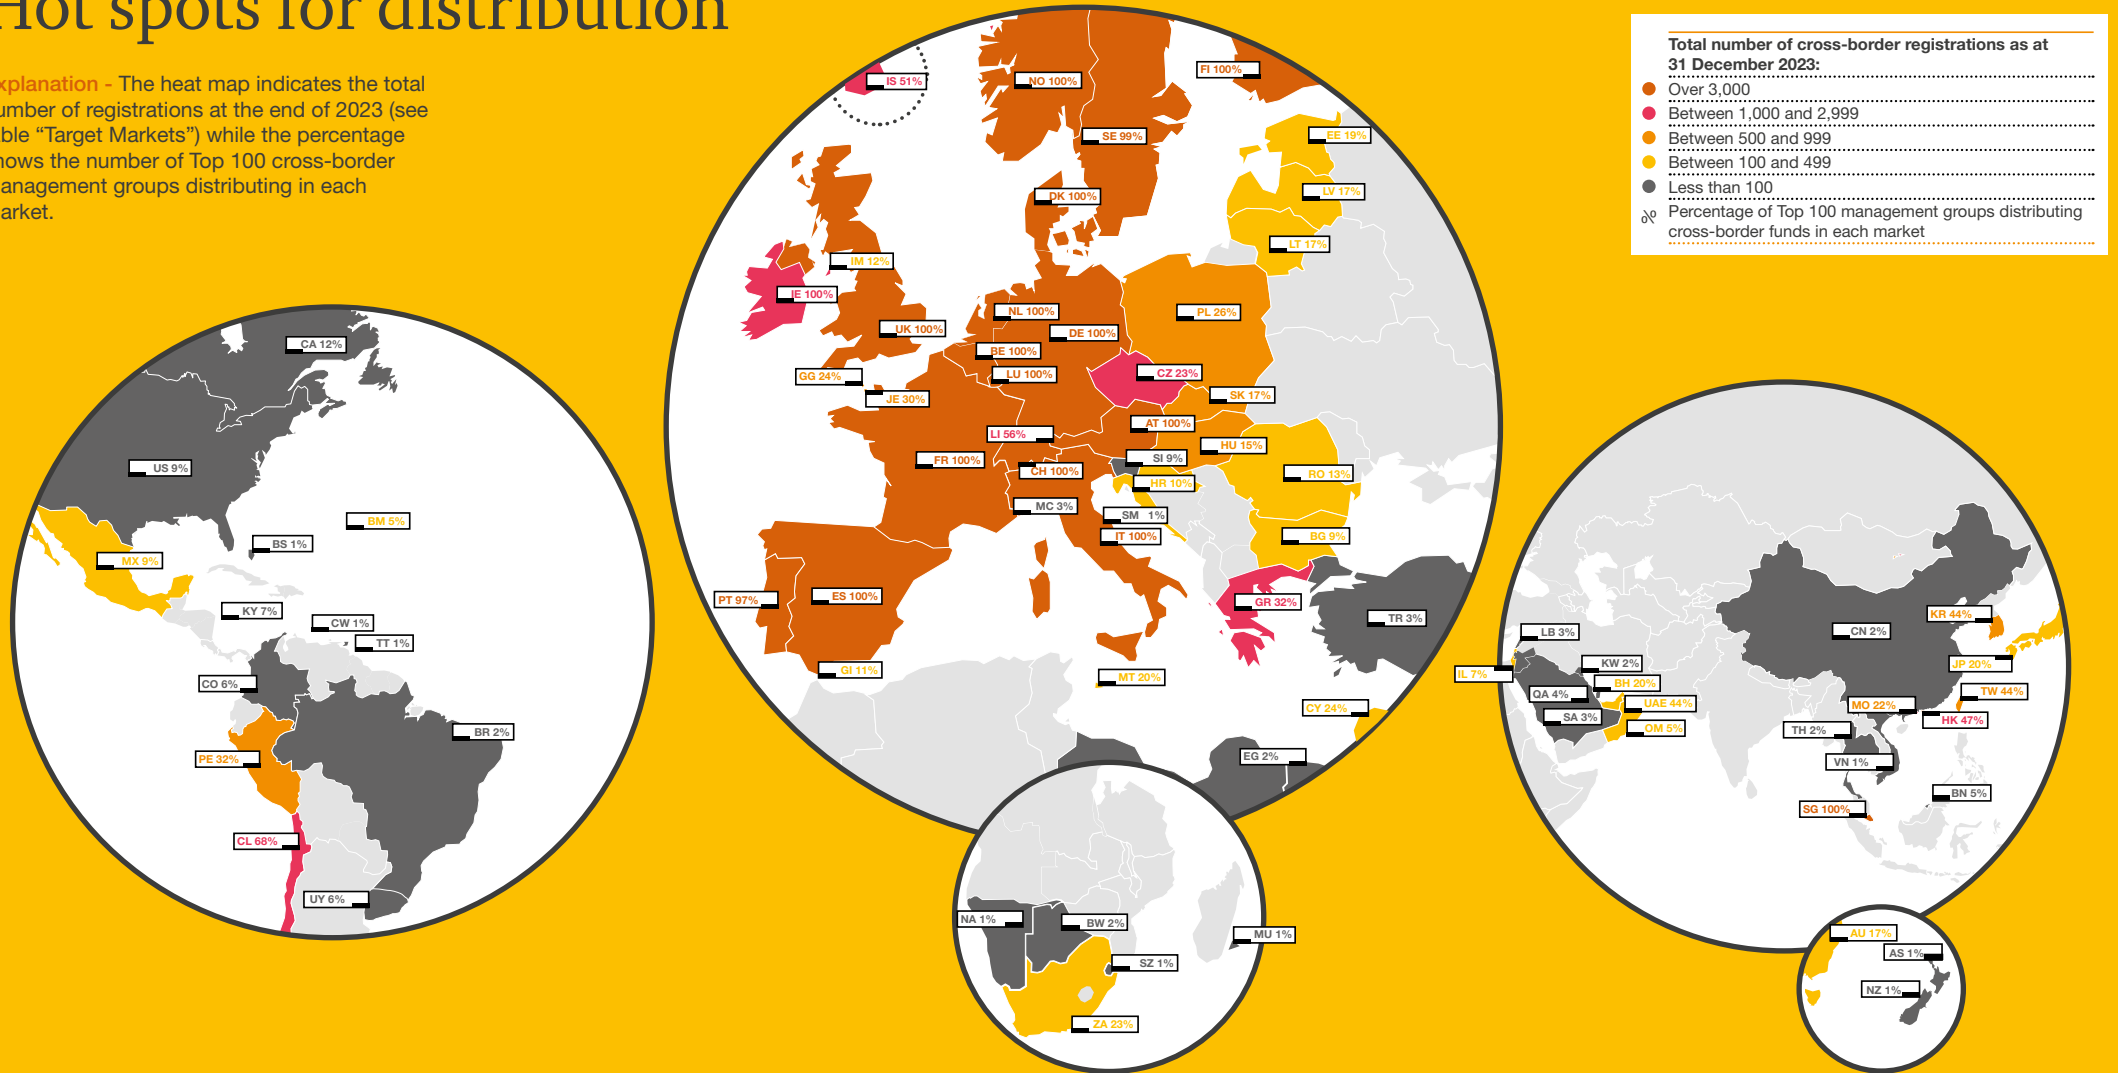 Hot spots for distribution
xplanation - The heat map indicates the total
umber of registrations at the end of 2023 (see
ble “Target Markets”) while the percentage
hows the number of Top 100 cross-border
anagement groups distributing in each
arket.
Total number of cross-border registrations as at
31 December 2023:
Over 3,000
Between 1,000 and 2,999
Between 500 and 999
Between 100 and 499
Less than 100
% Percentage of Top 100 management groups distributing
cross-border funds in each market
CA 12%
US 9%
BM 5%
BS 1%
MX 9%
KY 7%
CW 1%
TT 1%
CO 6%
BR 2%
PE 32%
CL 68%
UY 6%
IS 51%
NO 100%
FI 100%
SE 99%
EE 19%
LV 17%
DK 100%
LT 17%
IM 12%
IE 100%
NL 100%
PL 26%
UK 100%
DE 100%
BE 100%
LU 100%
CZ 23%
GG 24%
JE 30%
SK 17%
AT 100%
LI 56%
HU 15%
FR 100%
CH 100%
SI 9%
RO 13%
HR 10%
MC 3%
SM 1%
IT 100%
BG 9%
PT 97%
ES 100%
GR 32%
TR 3%
GI 11%
MT 20%
CY 24%
EG 2%
NA 1%
BW 2%
MU 1%
SZ 1%
ZA 23%
LB 3%
CN 2%
KR 44%
JP 20%
IL 7%
KW 2%
BH 20%
QA 4%
UAE 44%
SA 3%
OM 5%
TW 44%
MO 22%
HK 47%
TH 2%
VN 1%
BN 5%
SG 100%
AU 17%
AS 1%
NZ 1%